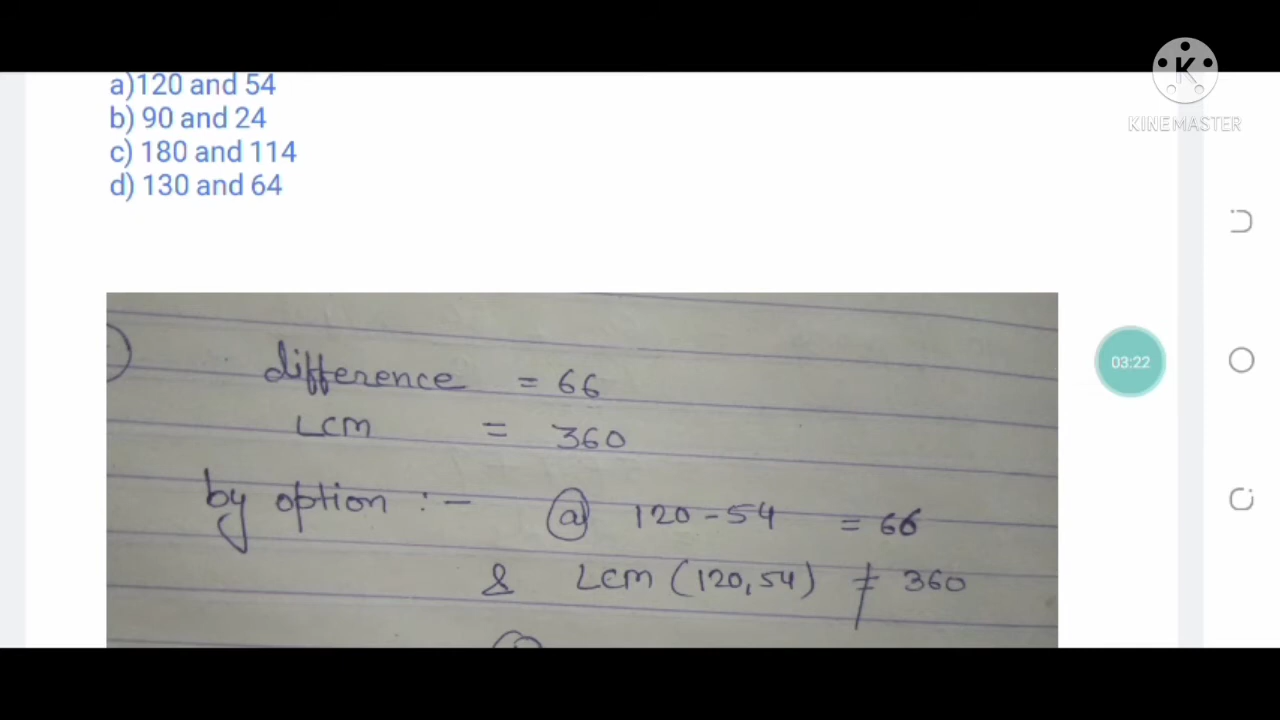 a)120 and 54
b) 90 and 24
c) 180 and 114
d) 130 and 64
K
KINEMASTER
03:22
difference = 66
LCM = 360
by option :- ⓐ 120 - 54 = 66
& LCM (120, 54) ≠ 360